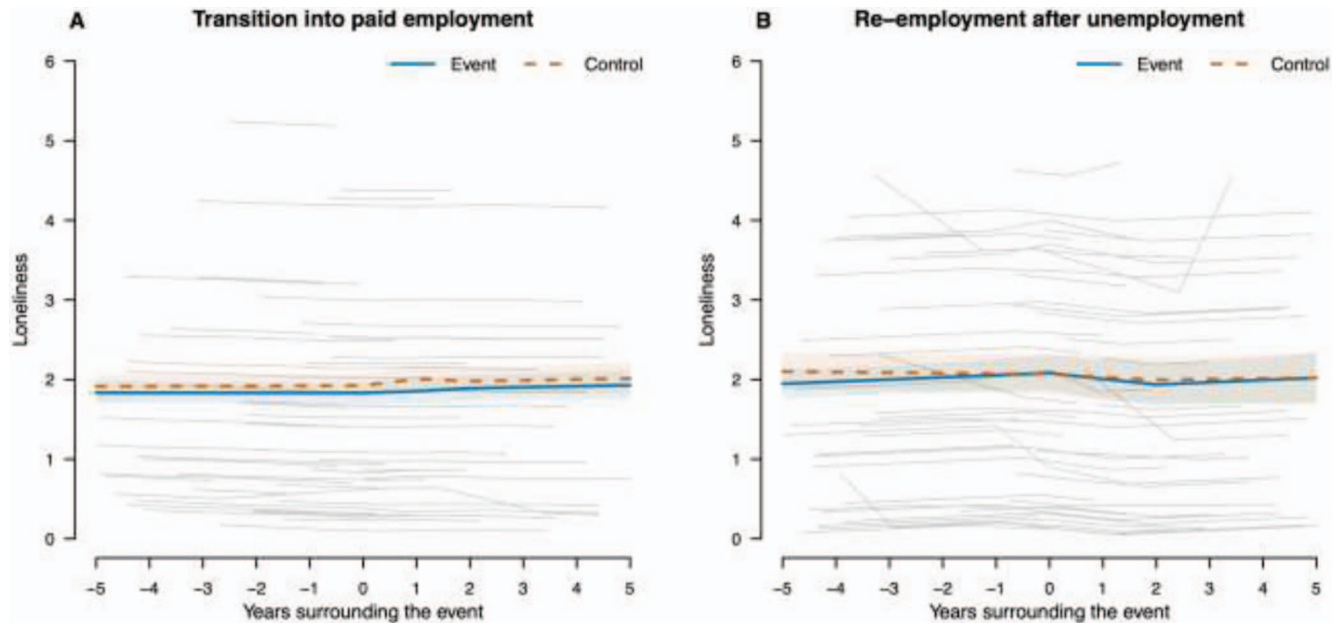 A Transition into paid employment
Event Control
6
5
4
3
2
1
0
Loneliness
−5 −4 −3 −2 −1 0 1 2 3 4 5
Years surrounding the event
B Re−employment after unemployment
Event Control
6
5
4
3
2
1
0
Loneliness
−5 −4 −3 −2 −1 0 1 2 3 4 5
Years surrounding the event